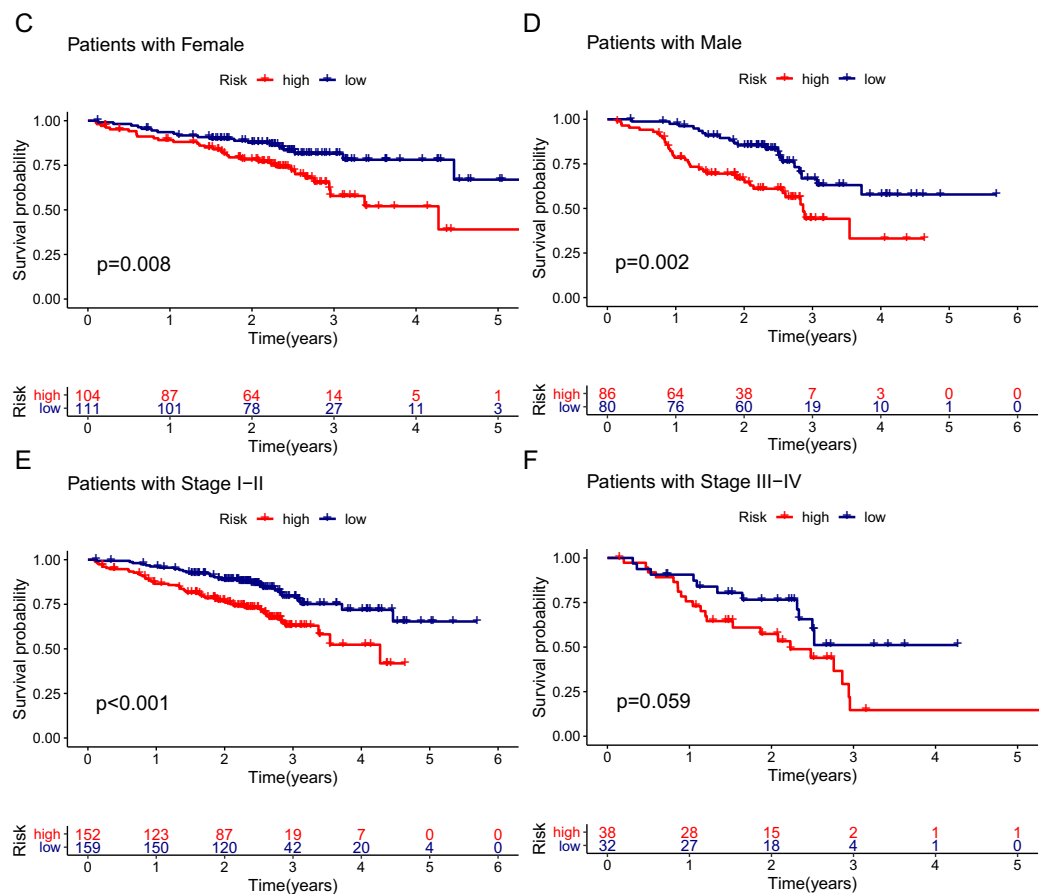 C
Patients with Female
Risk high low
Survival probability
1.00
0.75
0.50
0.25
0.00
p=0.008
0 1 2 3 4 5
Time(years)
Risk
high 104 87 64 14 5 1
low 111 101 78 27 11 3
0 1 2 3 4 5
Time(years)
D
Patients with Male
Risk high low
Survival probability
1.00
0.75
0.50
0.25
0.00
p=0.002
0 1 2 3 4 5 6
Time(years)
Risk
high 86 64 38 7 3 0 0
low 80 76 60 19 10 1 0
0 1 2 3 4 5 6
Time(years)
E
Patients with Stage I−II
Risk high low
Survival probability
1.00
0.75
0.50
0.25
0.00
p<0.001
0 1 2 3 4 5 6
Time(years)
Risk
high 152 123 87 19 7 0 0
low 159 150 120 42 20 4 0
0 1 2 3 4 5 6
Time(years)
F
Patients with Stage III−IV
Risk high low
Survival probability
1.00
0.75
0.50
0.25
0.00
p=0.059
0 1 2 3 4 5
Time(years)
Risk
high 38 28 15 2 1 1
low 32 27 18 4 1 0
0 1 2 3 4 5
Time(years)